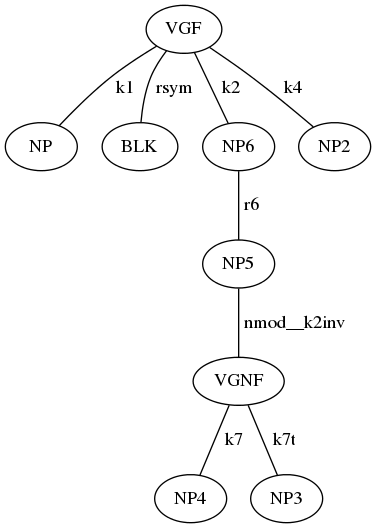 VGF
k1 rsym k2 k4
NP BLK NP6 NP2
r6
NP5
nmod__k2inv
VGNF
k7 k7t
NP4 NP3